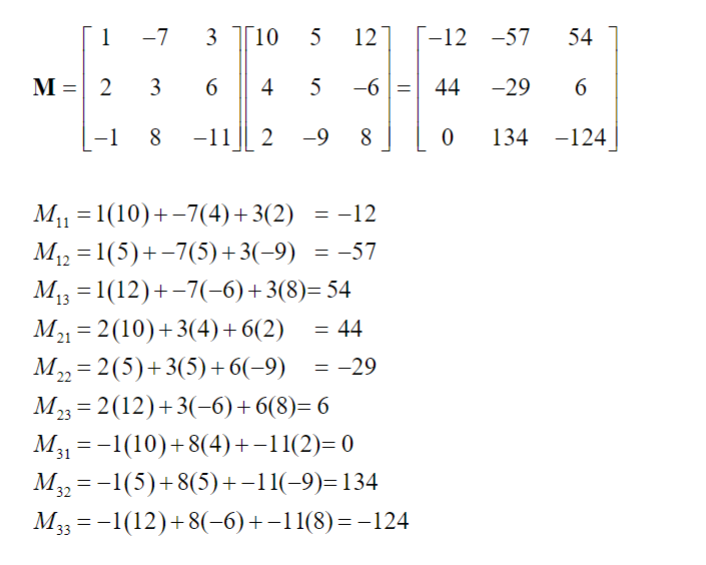 M = [1 −7 3; 2 3 6; −1 8 −11] [10 5 12; 4 5 −6; 2 −9 8] = [−12 −57 54; 44 −29 6; 0 134 −124]
M₁₁ = 1(10)+−7(4)+3(2) = −12
M₁₂ = 1(5)+−7(5)+3(−9) = −57
M₁₃ = 1(12)+−7(−6)+3(8)= 54
M₂₁ = 2(10)+3(4)+6(2) = 44
M₂₂ = 2(5)+3(5)+6(−9) = −29
M₂₃ = 2(12)+3(−6)+6(8)= 6
M₃₁ = −1(10)+8(4)+−11(2)= 0
M₃₂ = −1(5)+8(5)+−11(−9)= 134
M₃₃ = −1(12)+8(−6)+−11(8)= −124